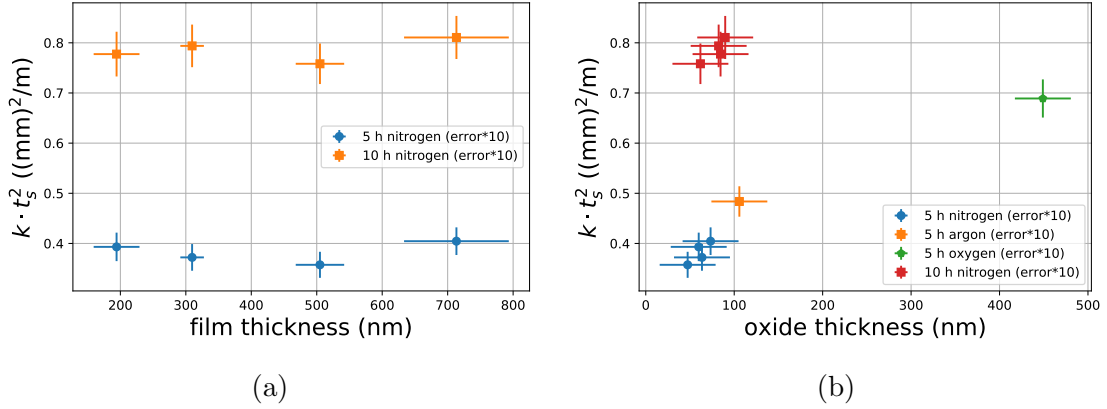 0.8
0.7
0.6
0.5
0.4
k · t_s^2 ((mm)^2/m)
5 h nitrogen (error*10)
10 h nitrogen (error*10)
200 300 400 500 600 700 800
film thickness (nm)
(a)
0.8
0.7
0.6
0.5
0.4
k · t_s^2 ((mm)^2/m)
5 h nitrogen (error*10)
5 h argon (error*10)
5 h oxygen (error*10)
10 h nitrogen (error*10)
0 100 200 300 400 500
oxide thickness (nm)
(b)